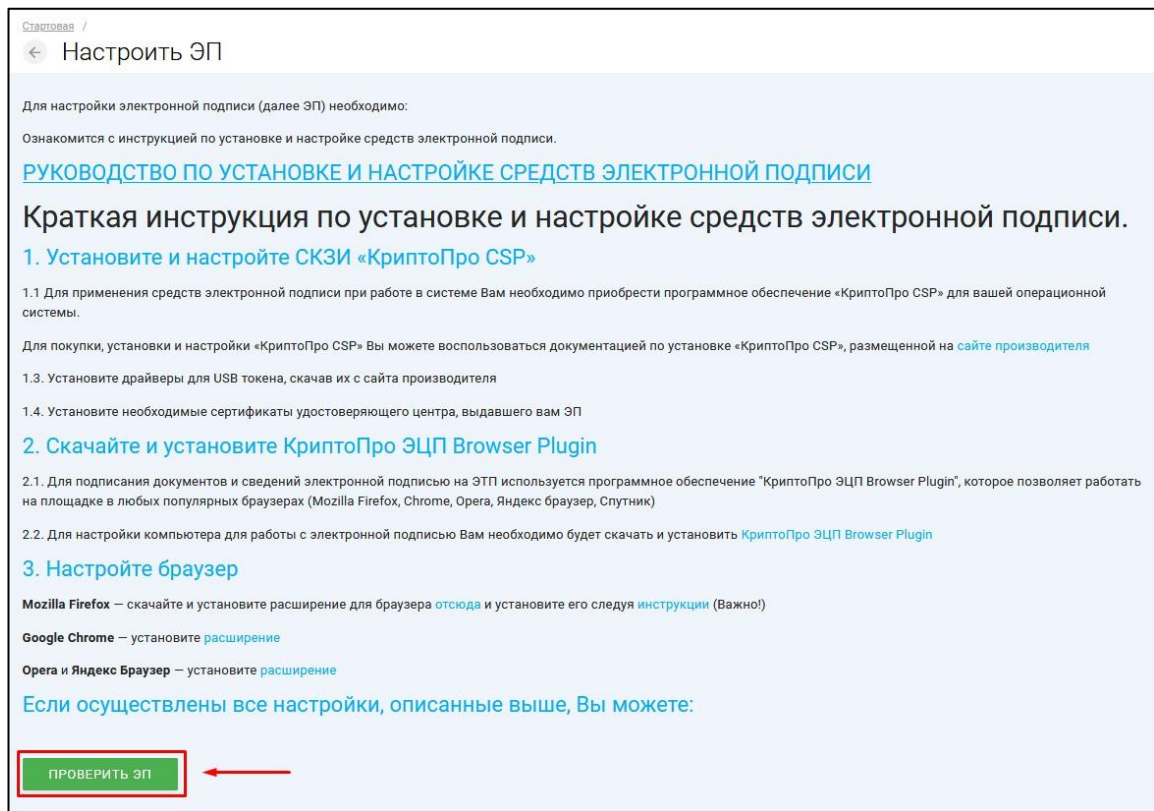 Стартовая /
← Настроить ЭП
Для настройки электронной подписи (далее ЭП) необходимо:
Ознакомится с инструкцией по установке и настройке средств электронной подписи.
РУКОВОДСТВО ПО УСТАНОВКЕ И НАСТРОЙКЕ СРЕДСТВ ЭЛЕКТРОННОЙ ПОДПИСИ
Краткая инструкция по установке и настройке средств электронной подписи.
1. Установите и настройте СКЗИ «КриптоПро CSP»
1.1 Для применения средств электронной подписи при работе в системе Вам необходимо приобрести программное обеспечение «КриптоПро CSP» для вашей операционной
системы.
Для покупки, установки и настройки «КриптоПро CSP» Вы можете воспользоваться документацией по установке «КриптоПро CSP», размещенной на сайте производителя
1.3. Установите драйверы для USB токена, скачав их с сайта производителя
1.4. Установите необходимые сертификаты удостоверяющего центра, выдавшего вам ЭП
2. Скачайте и установите КриптоПро ЭЦП Browser Plugin
2.1. Для подписания документов и сведений электронной подписью на ЭТП используется программное обеспечение "КриптоПро ЭЦП Browser Plugin", которое позволяет работать
на площадке в любых популярных браузерах (Mozilla Firefox, Chrome, Opera, Яндекс браузер, Спутник)
2.2. Для настройки компьютера для работы с электронной подписью Вам необходимо будет скачать и установить КриптоПро ЭЦП Browser Plugin
3. Настройте браузер
Mozilla Firefox — скачайте и установите расширение для браузера отсюда и установите его следуя инструкции (Важно!)
Google Chrome — установите расширение
Opera и Яндекс Браузер — установите расширение
Если осуществлены все настройки, описанные выше, Вы можете:
ПРОВЕРИТЬ ЭП